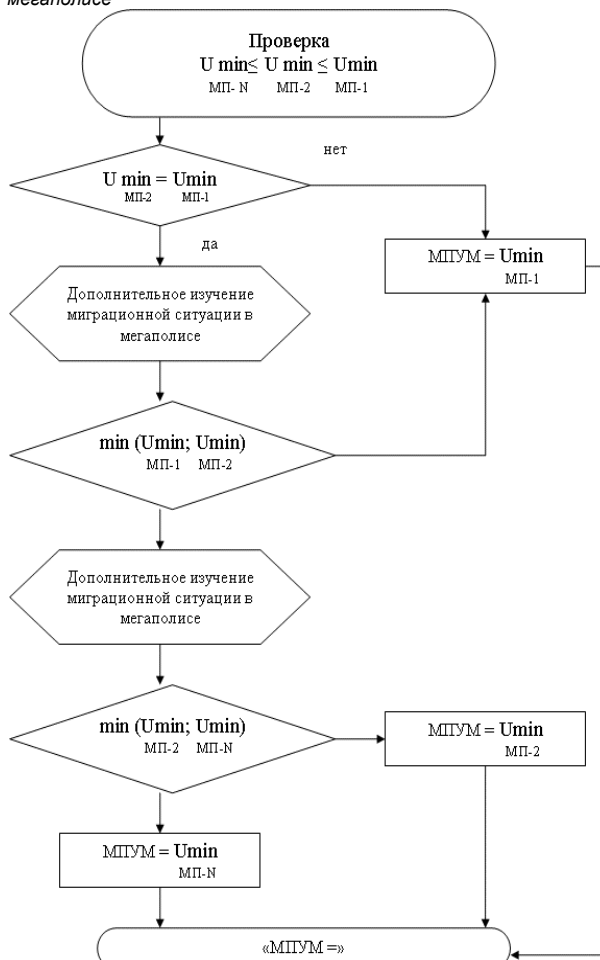 мегаполисе
Проверка
U min≤ U min ≤ Umin
МП- N МП-2 МП-1
нет
U min = Umin
МП-2 МП-1
да
МПУМ = Umin
МП-1
Дополнительное изучение
миграционной ситуации в
мегаполисе
min (Umin; Umin)
МП-1 МП-2
Дополнительное изучение
миграционной ситуации в
мегаполисе
min (Umin; Umin)
МП-2 МП-N
МПУМ = Umin
МП-2
МПУМ = Umin
МП-N
«МПУМ =»